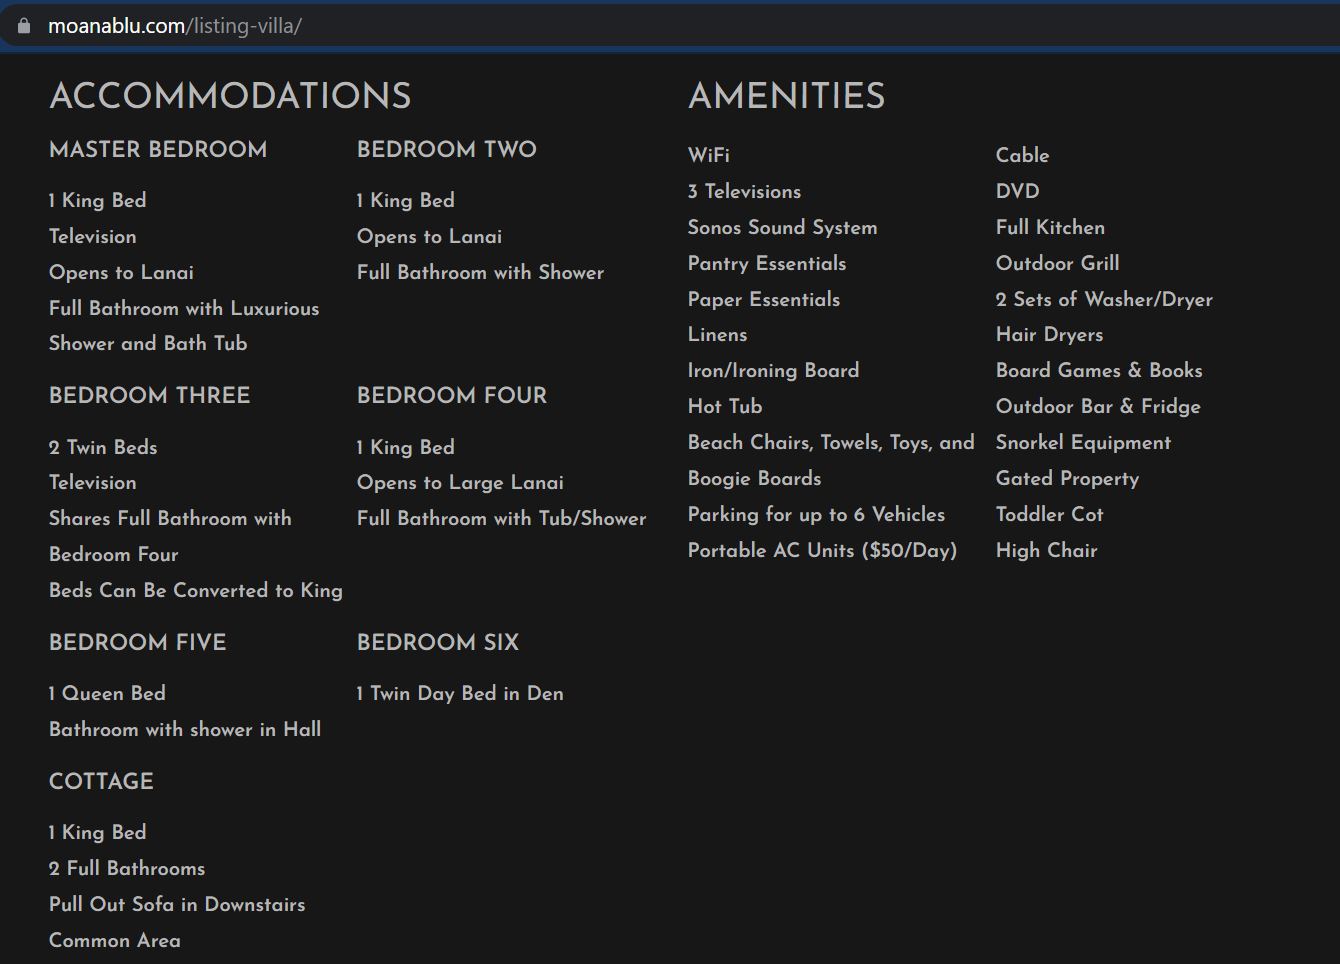 moanablu.com/listing-villa/
ACCOMMODATIONS
MASTER BEDROOM
1 King Bed
Television
Opens to Lanai
Full Bathroom with Luxurious
Shower and Bath Tub
BEDROOM TWO
1 King Bed
Opens to Lanai
Full Bathroom with Shower
BEDROOM THREE
2 Twin Beds
Television
Shares Full Bathroom with
Bedroom Four
Beds Can Be Converted to King
BEDROOM FOUR
1 King Bed
Opens to Large Lanai
Full Bathroom with Tub/Shower
BEDROOM FIVE
1 Queen Bed
Bathroom with shower in Hall
BEDROOM SIX
1 Twin Day Bed in Den
COTTAGE
1 King Bed
2 Full Bathrooms
Pull Out Sofa in Downstairs
Common Area
AMENITIES
WiFi
3 Televisions
Sonos Sound System
Pantry Essentials
Paper Essentials
Linens
Iron/Ironing Board
Hot Tub
Beach Chairs, Towels, Toys, and
Boogie Boards
Parking for up to 6 Vehicles
Portable AC Units ($50/Day)
Cable
DVD
Full Kitchen
Outdoor Grill
2 Sets of Washer/Dryer
Hair Dryers
Board Games & Books
Outdoor Bar & Fridge
Snorkel Equipment
Gated Property
Toddler Cot
High Chair